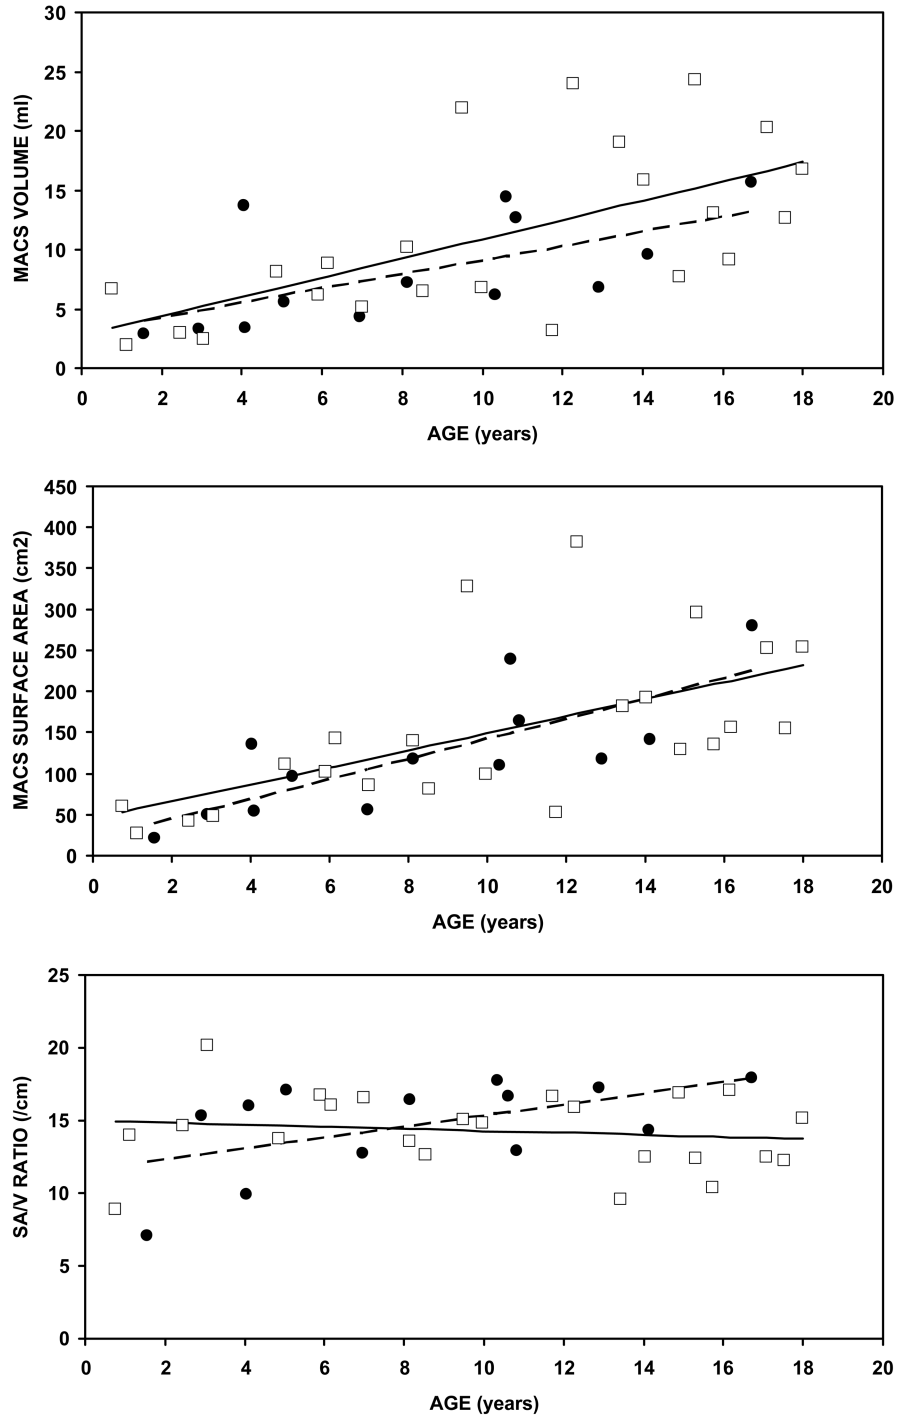 30
25
20
15
10
5
0
MACS VOLUME (ml)
0 2 4 6 8 10 12 14 16 18 20
AGE (years)
450
400
350
300
250
200
150
100
50
0
MACS SURFACE AREA (cm2)
0 2 4 6 8 10 12 14 16 18 20
AGE (years)
25
20
15
10
5
0
SA/V RATIO (/cm)
0 2 4 6 8 10 12 14 16 18 20
AGE (years)